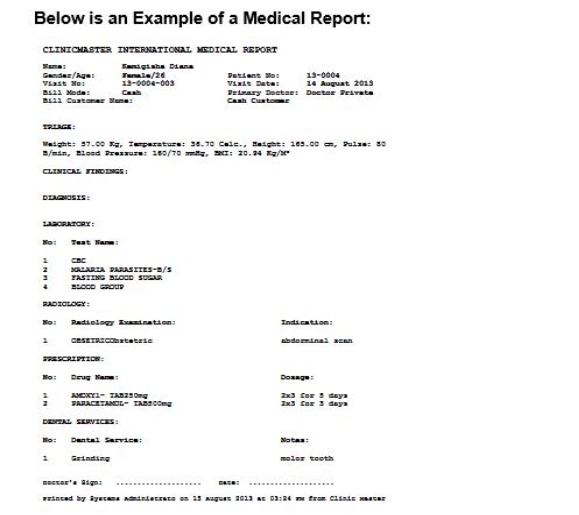 Below is an Example of a Medical Report:
CLINICMASTER INTERNATIONAL MEDICAL REPORT
Name: Kemigisha Diana
Gender/Age: Female/26 Patient No: 13-0004
Visit No: 13-0004-003 Visit Date: 14 August 2013
Bill Mode: Cash Primary Doctor: Doctor Private
Bill Customer Name: Cash Customer
TRIAGE:
Weight: 57.00 Kg, Temperature: 36.70 Celc., Height: 165.00 cm, Pulse: 80
B/min, Blood Pressure: 160/70 mmHg, BMI: 20.94 Kg/M²
CLINICAL FINDINGS:
DIAGNOSIS:
LABORATORY:
No: Test Name:
1 CBC
2 MALARIA PARASITES-B/S
3 FASTING BLOOD SUGAR
4 BLOOD GROUP
RADIOLOGY:
No: Radiology Examination: Indication:
1 OBSETRICObstetric abdorminal scan
PRESCRIPTION:
No: Drug Name: Dosage:
1 AMOXYl- TAB250mg 2x3 for 5 days
2 PARACETAMOL- TAB500mg 2x3 for 3 days
DENTAL SERVICES:
No: Dental Service: Notes:
1 Grinding molor tooth
Doctor's Sign: .................... Date: ....................
Printed by Systems Administrato on 15 August 2013 at 03:24 PM from Clinic Master